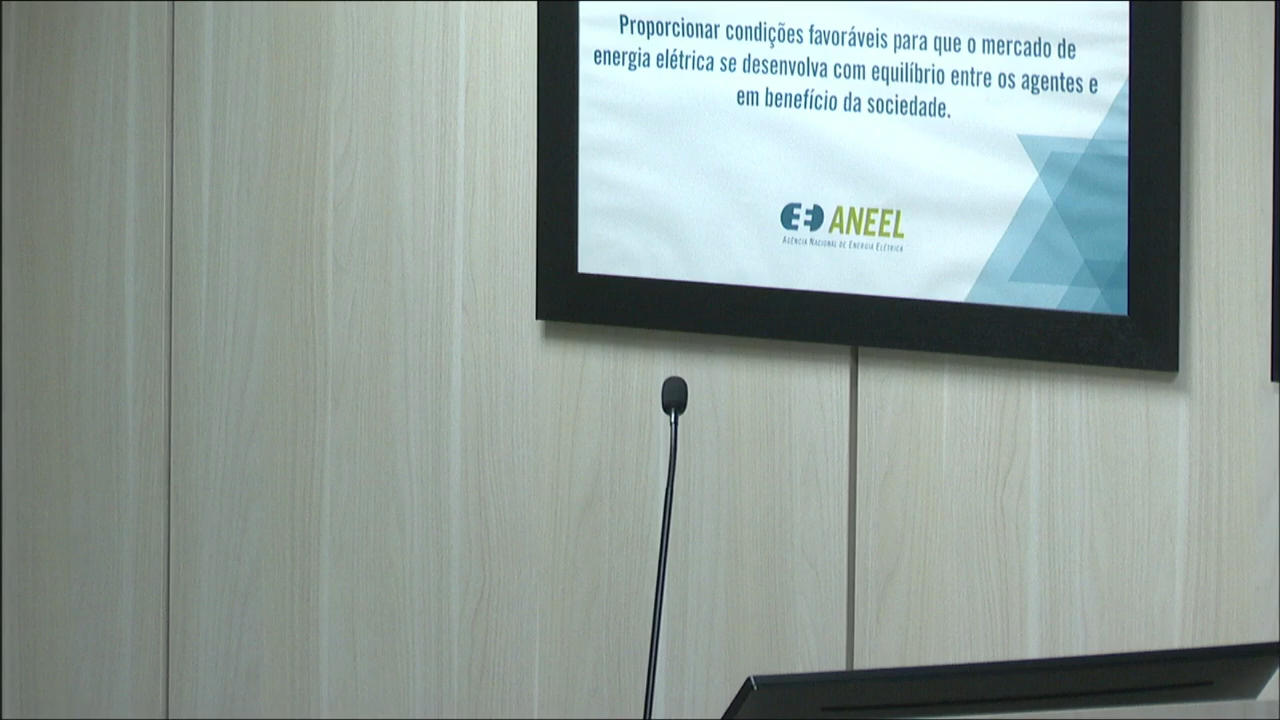 Proporcionar condições favoráveis para que o mercado de
energia elétrica se desenvolva com equilíbrio entre os agentes e
em benefício da sociedade.
ANEEL
AGÊNCIA NACIONAL DE ENERGIA ELÉTRICA